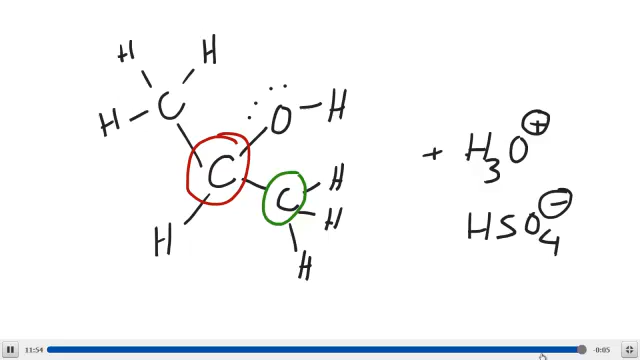 H H
H C O – H
C
C H
H
H H
+ H3O⊕
HSO4⊖
11:54 -0:05